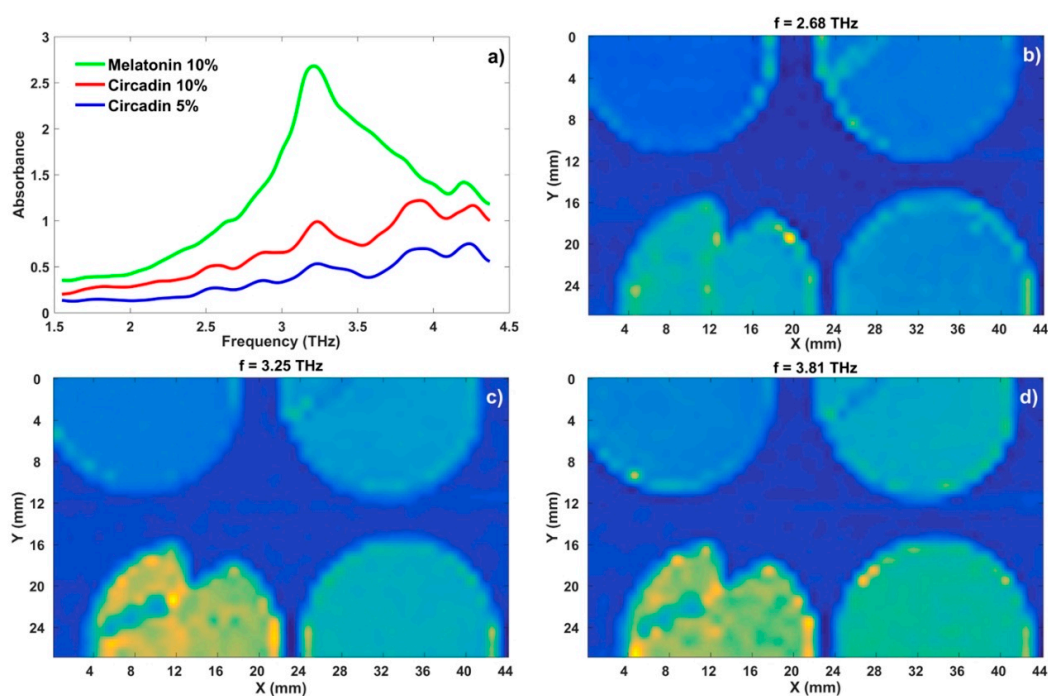 a)
Melatonin 10%
Circadin 10%
Circadin 5%
3
2.5
2
1.5
1
0.5
0
Absorbance
1.5 2 2.5 3 3.5 4 4.5
Frequency (THz)
f = 2.68 THz
b)
0
4
8
12
16
20
24
Y (mm)
4 8 12 16 20 24 28 32 36 40 44
X (mm)
f = 3.25 THz
c)
0
4
8
12
16
20
24
Y (mm)
4 8 12 16 20 24 28 32 36 40 44
X (mm)
f = 3.81 THz
d)
0
4
8
12
16
20
24
Y (mm)
4 8 12 16 20 24 28 32 36 40 44
X (mm)